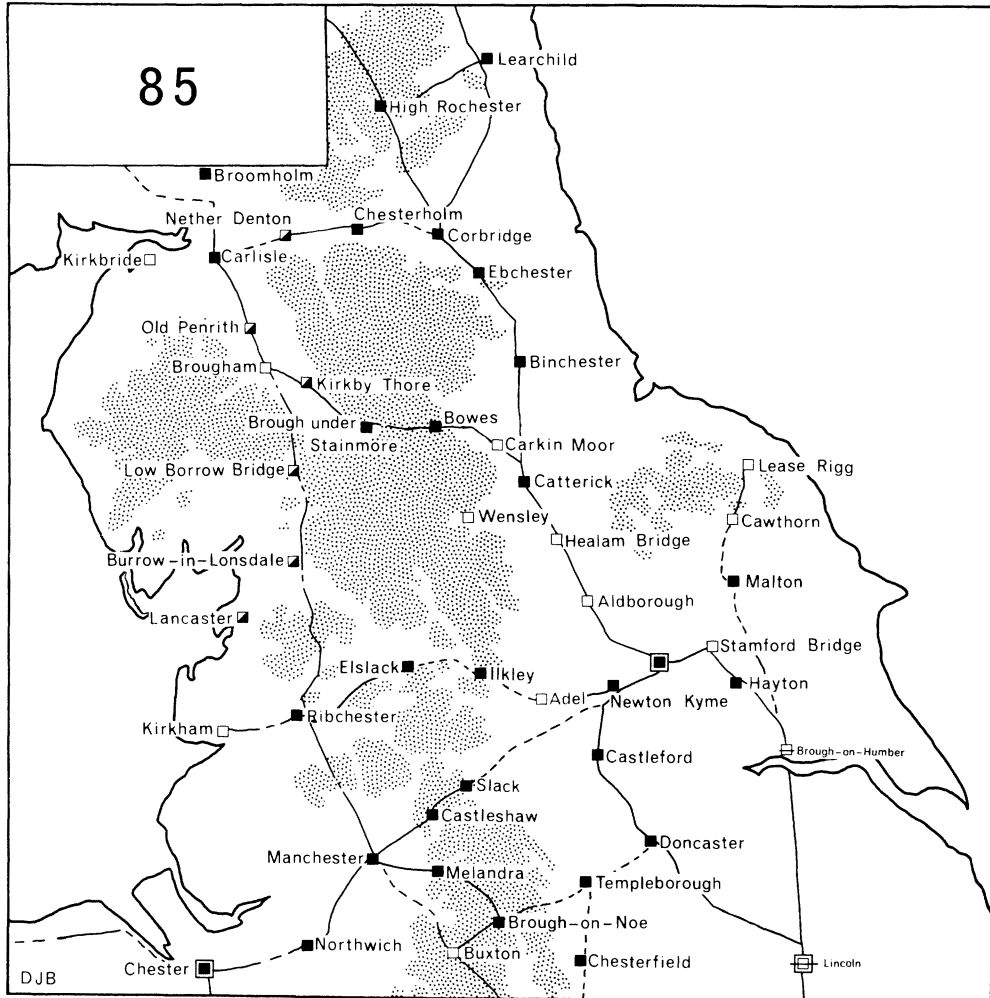 85
Learchild
High Rochester
Broomholm
Nether Denton
Chesterholm
Corbridge
Kirkbride
Carlisle
Ebchester
Old Penrith
Brougham
Binchester
Kirkby Thore
Brough under
Stainmore
Bowes
Carkin Moor
Low Borrow Bridge
Lease Rigg
Catterick
Wensley
Cawthorn
Healam Bridge
Burrow-in-Lonsdale
Malton
Aldborough
Lancaster
Stamford Bridge
Elslack
Ilkley
Hayton
Adel
Newton Kyme
Ribchester
Kirkham
Brough-on-Humber
Castleford
Slack
Castleshaw
Doncaster
Manchester
Melandra
Templeborough
Brough-on-Noe
Northwich
Buxton
Chesterfield
Lincoln
Chester
DJB